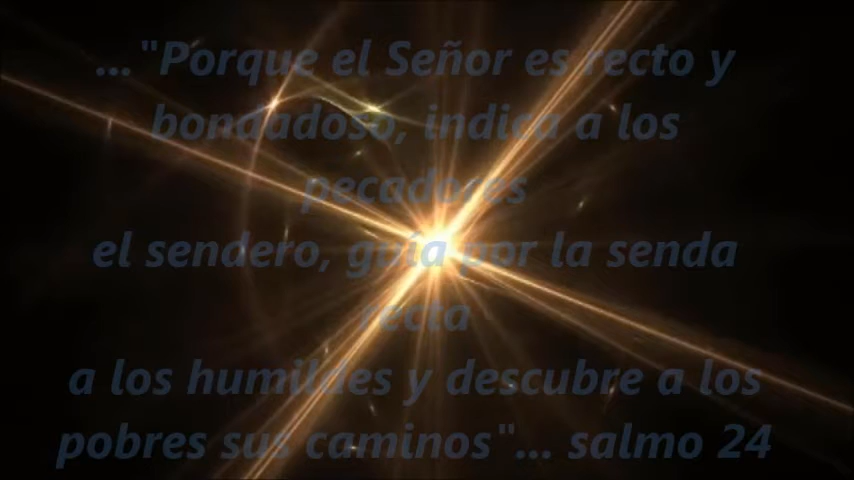 ..."Porque el Señor es recto y
bondadoso, indica a los
pecadores
el sendero, guía por la senda
recta
a los humildes y descubre a los
pobres sus caminos"... salmo 24